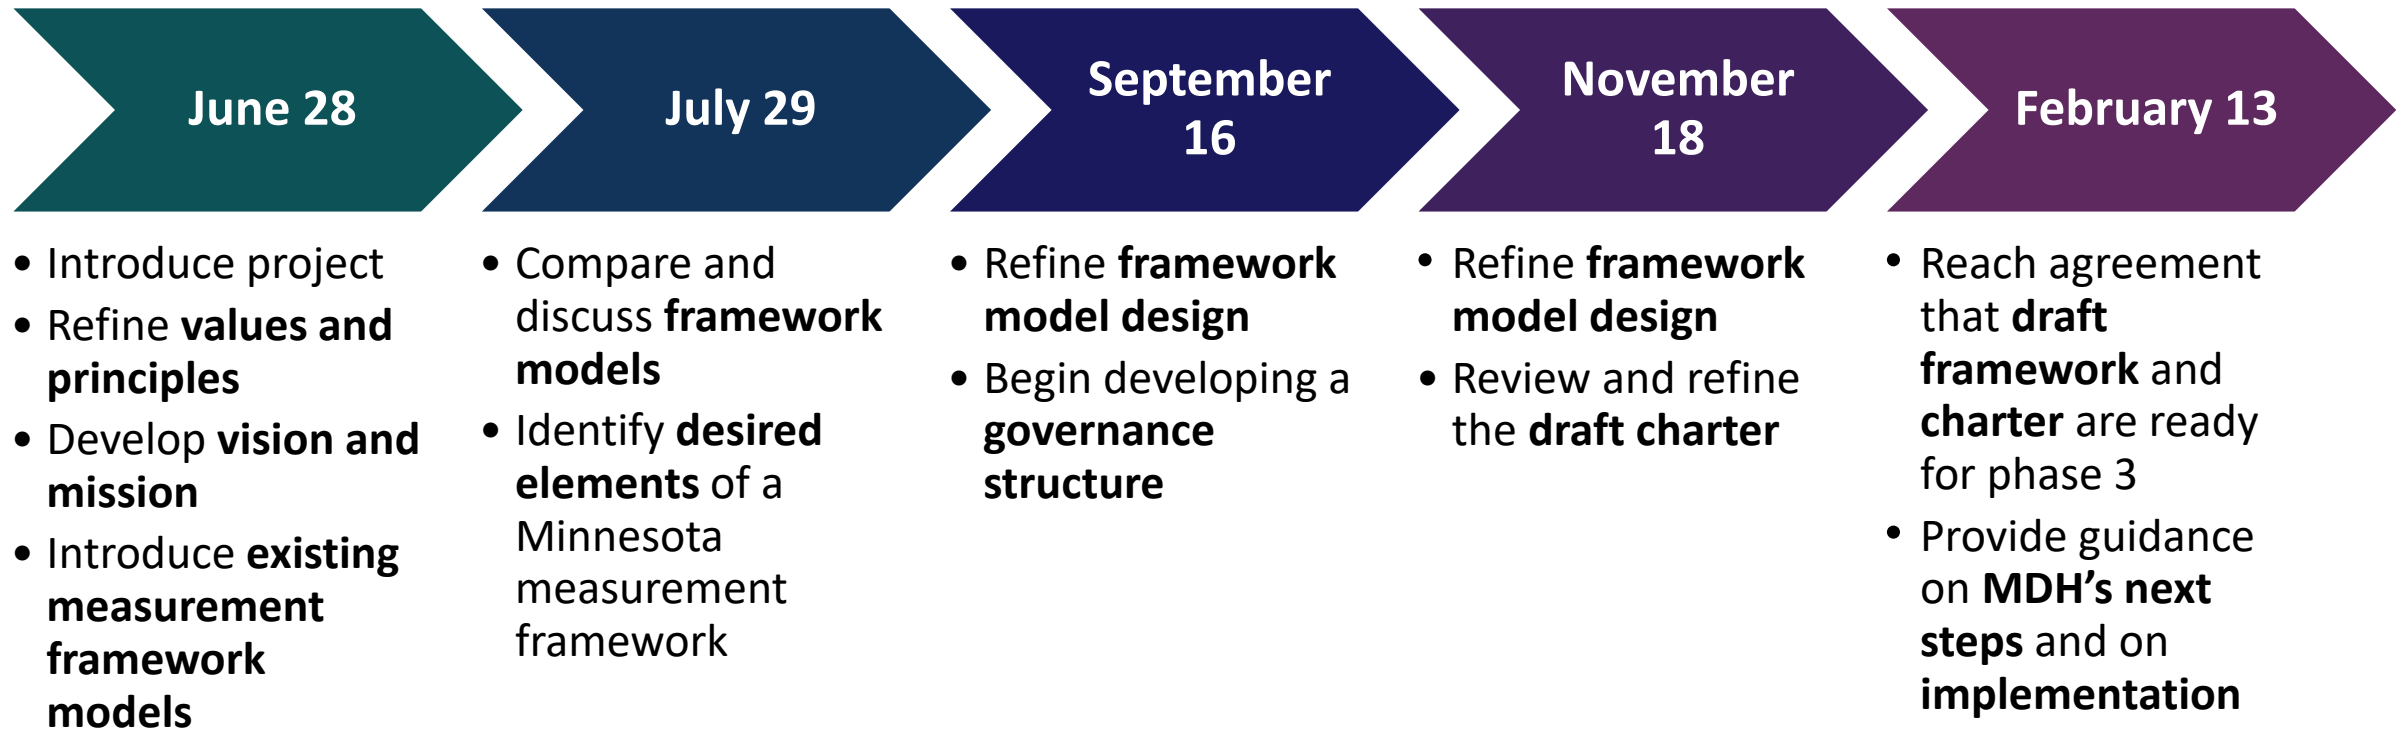 June 28
July 29
September
16
November
18
February 13
• Introduce project
• Refine values and
principles
• Develop vision and
mission
• Introduce existing
measurement
framework
models
• Compare and
discuss framework
models
• Identify desired
elements of a
Minnesota
measurement
framework
• Refine framework
model design
• Begin developing a
governance
structure
• Refine framework
model design
• Review and refine
the draft charter
• Reach agreement
that draft
framework and
charter are ready
for phase 3
• Provide guidance
on MDH’s next
steps and on
implementation